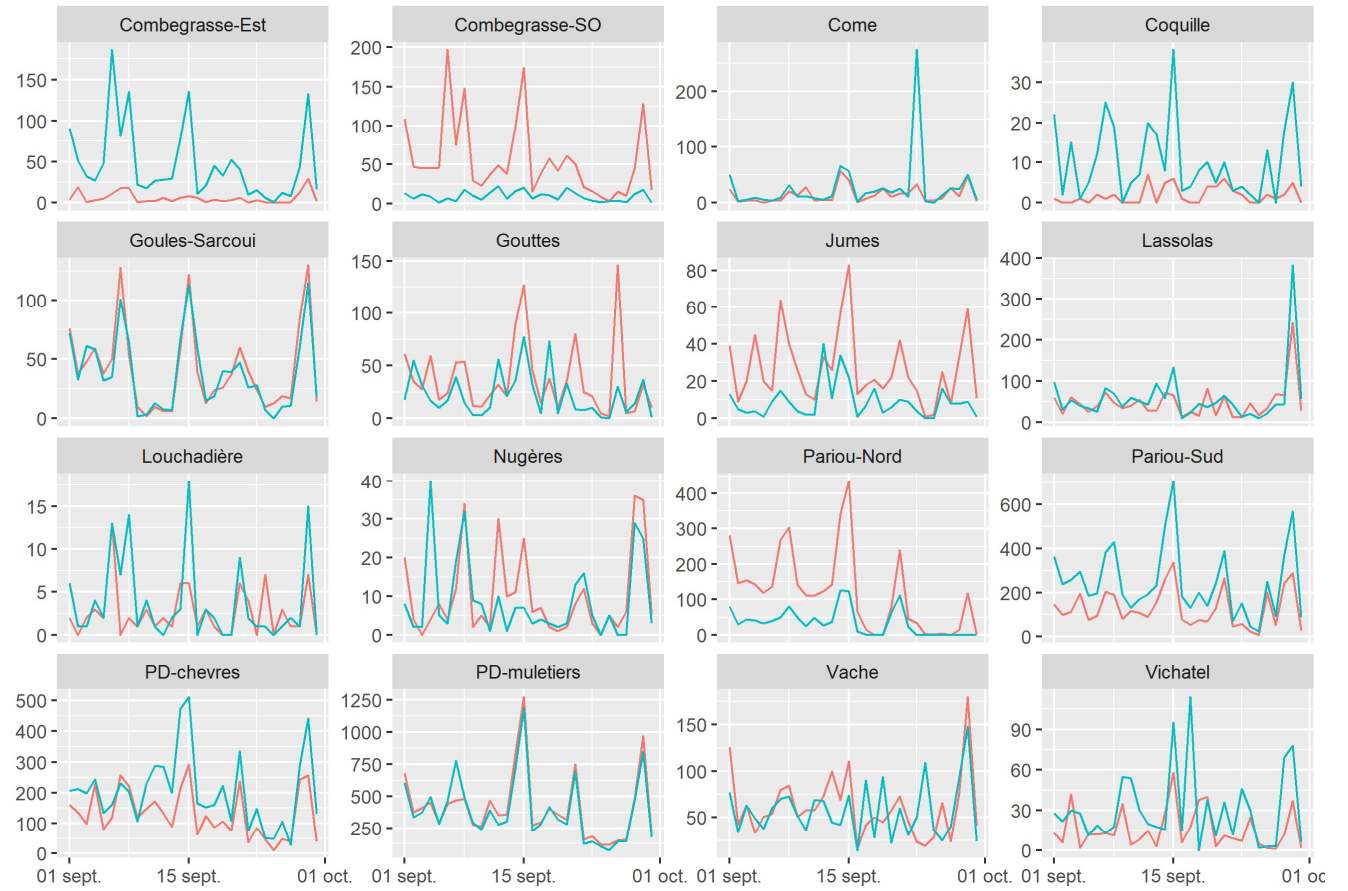 Combegrasse-Est Combegrasse-SO Come Coquille
150 100 50 0
200 150 100 50 0
200 100 0
30 20 10 0
Goules-Sarcoui Gouttes Jumes Lassolas
100 50 0
150 100 50 0
80 60 40 20 0
400 300 200 100 0
Louchadière Nugères Pariou-Nord Pariou-Sud
15 10 5 0
40 30 20 10 0
400 300 200 100 0
600 400 200 0
PD-chevres PD-muletiers Vache Vichatel
500 400 300 200 100 0
1250 1000 750 500 250
150 100 50
90 60 30 0
01 sept. 15 sept. 01 oct. 01 sept. 15 sept. 01 oct. 01 sept. 15 sept. 01 oct. 01 sept. 15 sept. 01 oc